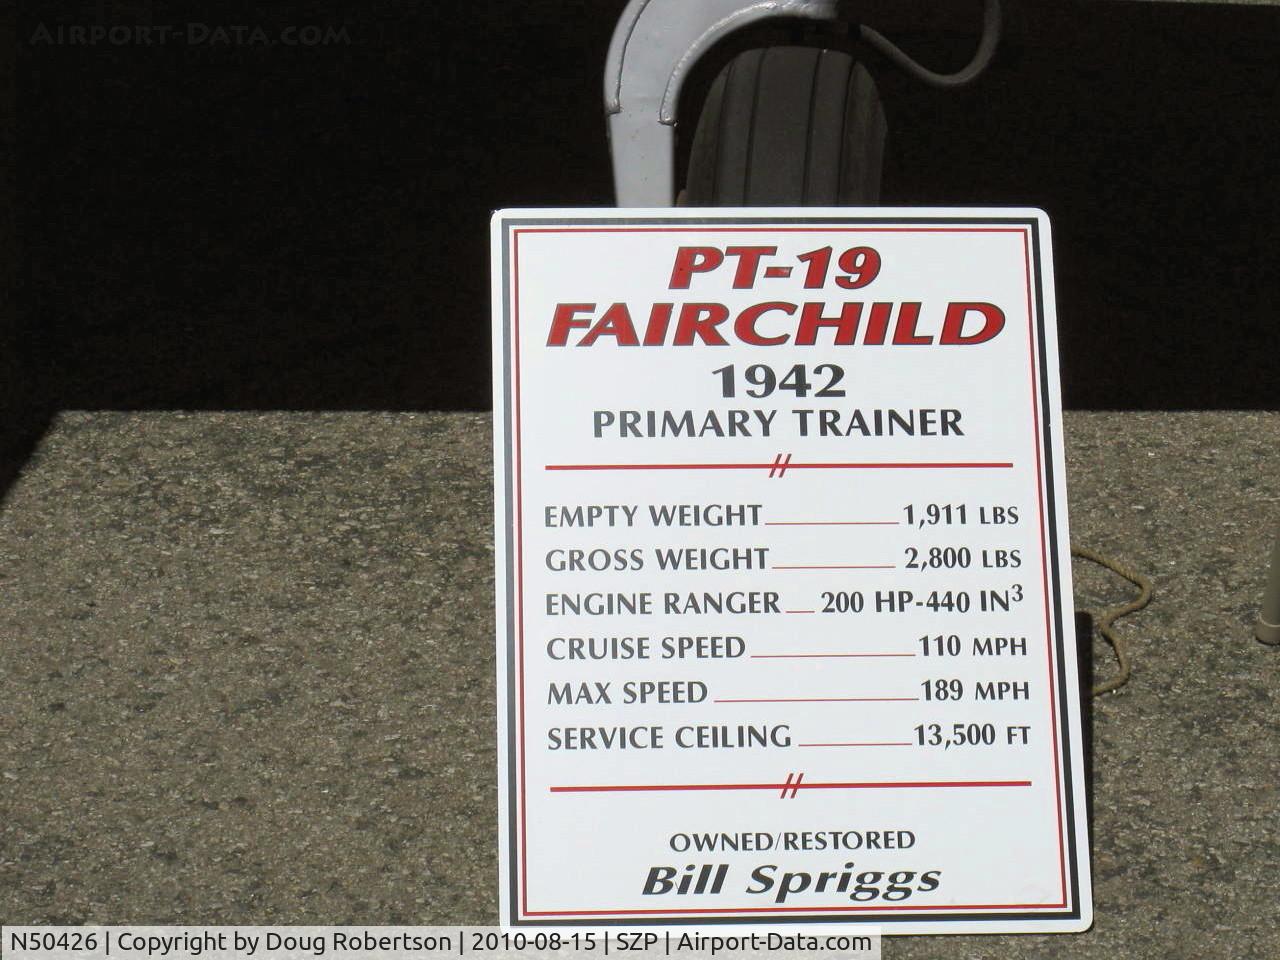 AIRPORT-DATA.COM
PT-19
FAIRCHILD
1942
PRIMARY TRAINER
EMPTY WEIGHT 1,911 LBS
GROSS WEIGHT 2,800 LBS
ENGINE RANGER 200 HP-440 IN³
CRUISE SPEED 110 MPH
MAX SPEED 189 MPH
SERVICE CEILING 13,500 FT
OWNED/RESTORED
Bill Spriggs
N50426 | Copyright by Doug Robertson | 2010-08-15 | SZP | Airport-Data.com